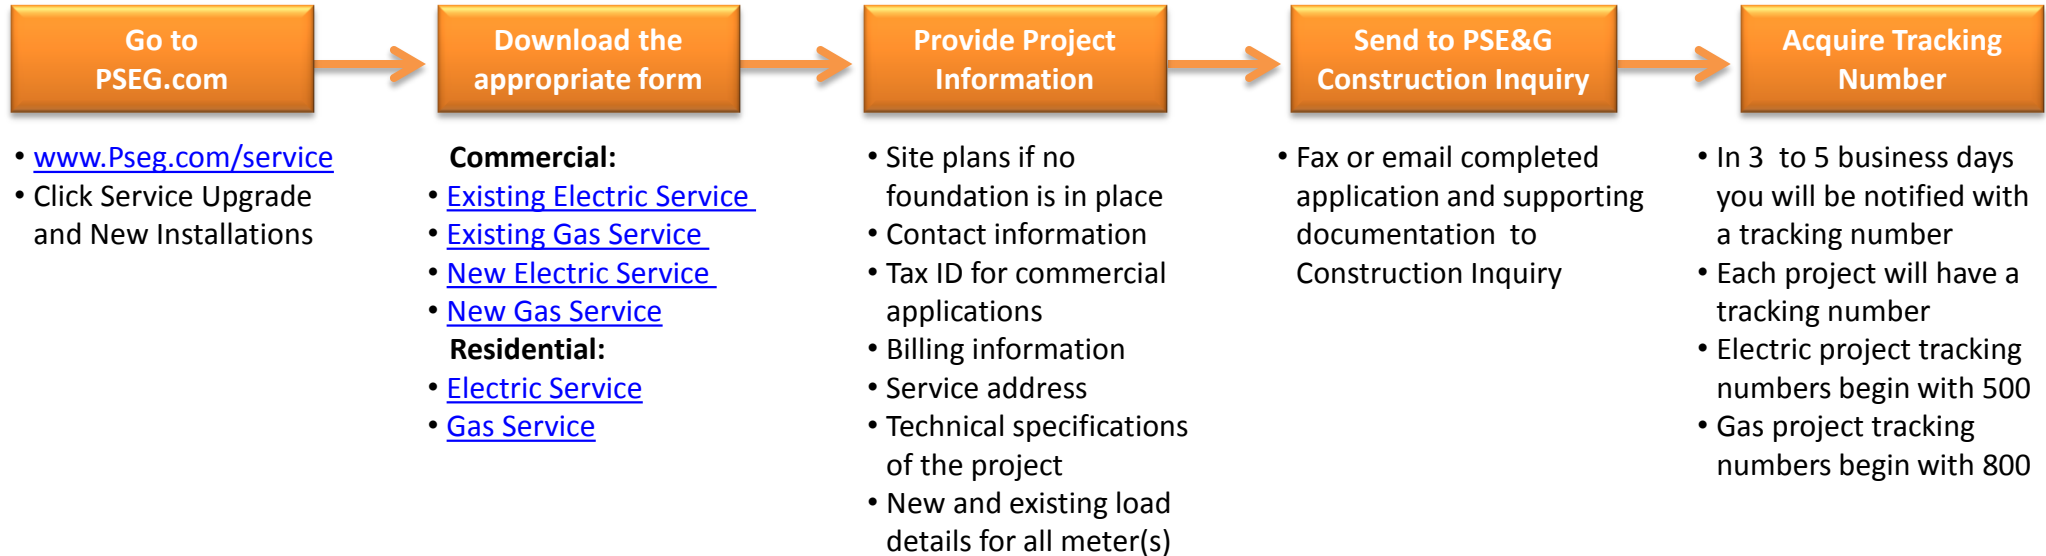 Go to
PSEG.com
Download the
appropriate form
Provide Project
Information
Send to PSE&G
Construction Inquiry
Acquire Tracking
Number
• www.Pseg.com/service
• Click Service Upgrade
and New Installations
Commercial:
• Existing Electric Service
• Existing Gas Service
• New Electric Service
• New Gas Service
Residential:
• Electric Service
• Gas Service
• Site plans if no
foundation is in place
• Contact information
• Tax ID for commercial
applications
• Billing information
• Service address
• Technical specifications
of the project
• New and existing load
details for all meter(s)
• Fax or email completed
application and supporting
documentation to
Construction Inquiry
• In 3 to 5 business days
you will be notified with
a tracking number
• Each project will have a
tracking number
• Electric project tracking
numbers begin with 500
• Gas project tracking
numbers begin with 800